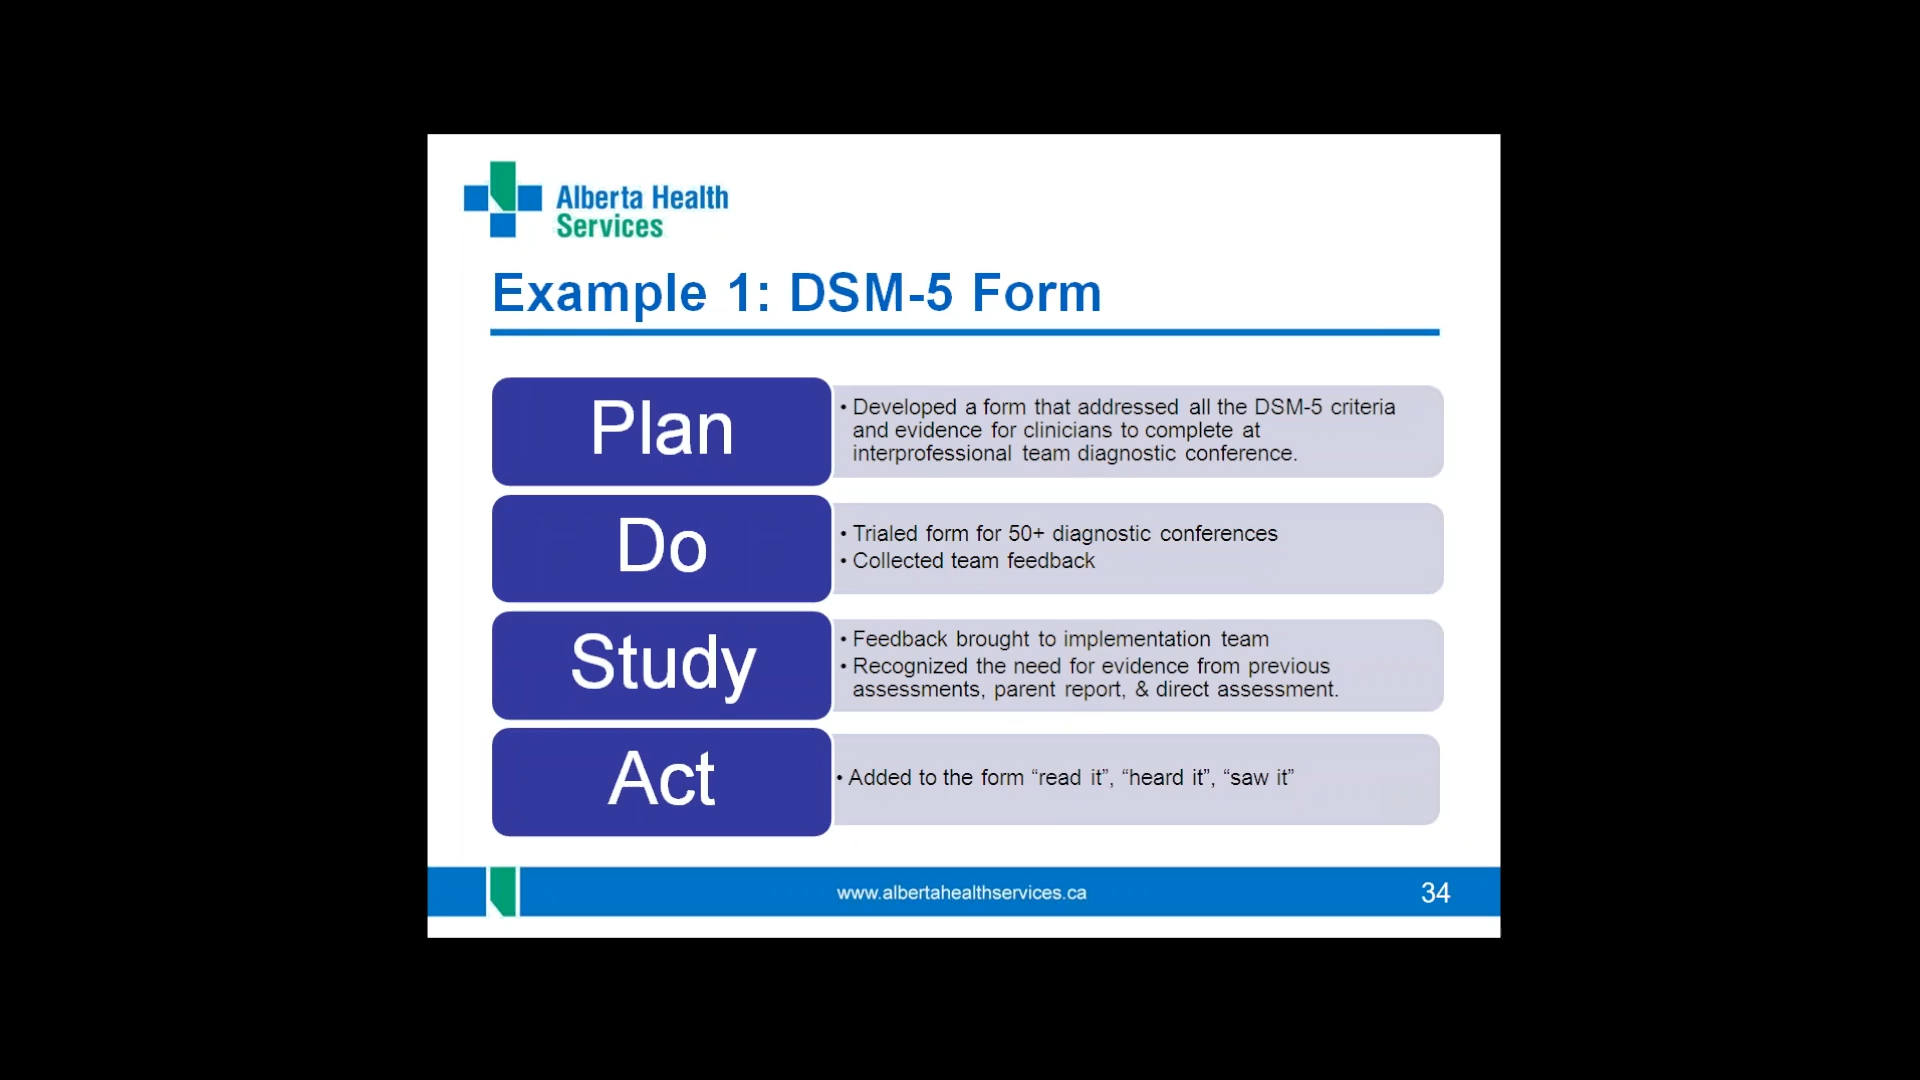 Alberta Health
Services
Example 1: DSM-5 Form
Plan
• Developed a form that addressed all the DSM-5 criteria
and evidence for clinicians to complete at
interprofessional team diagnostic conference.
Do
• Trialed form for 50+ diagnostic conferences
• Collected team feedback
Study
• Feedback brought to implementation team
• Recognized the need for evidence from previous
assessments, parent report, & direct assessment.
Act
• Added to the form “read it”, “heard it”, “saw it”
www.albertahealthservices.ca
34